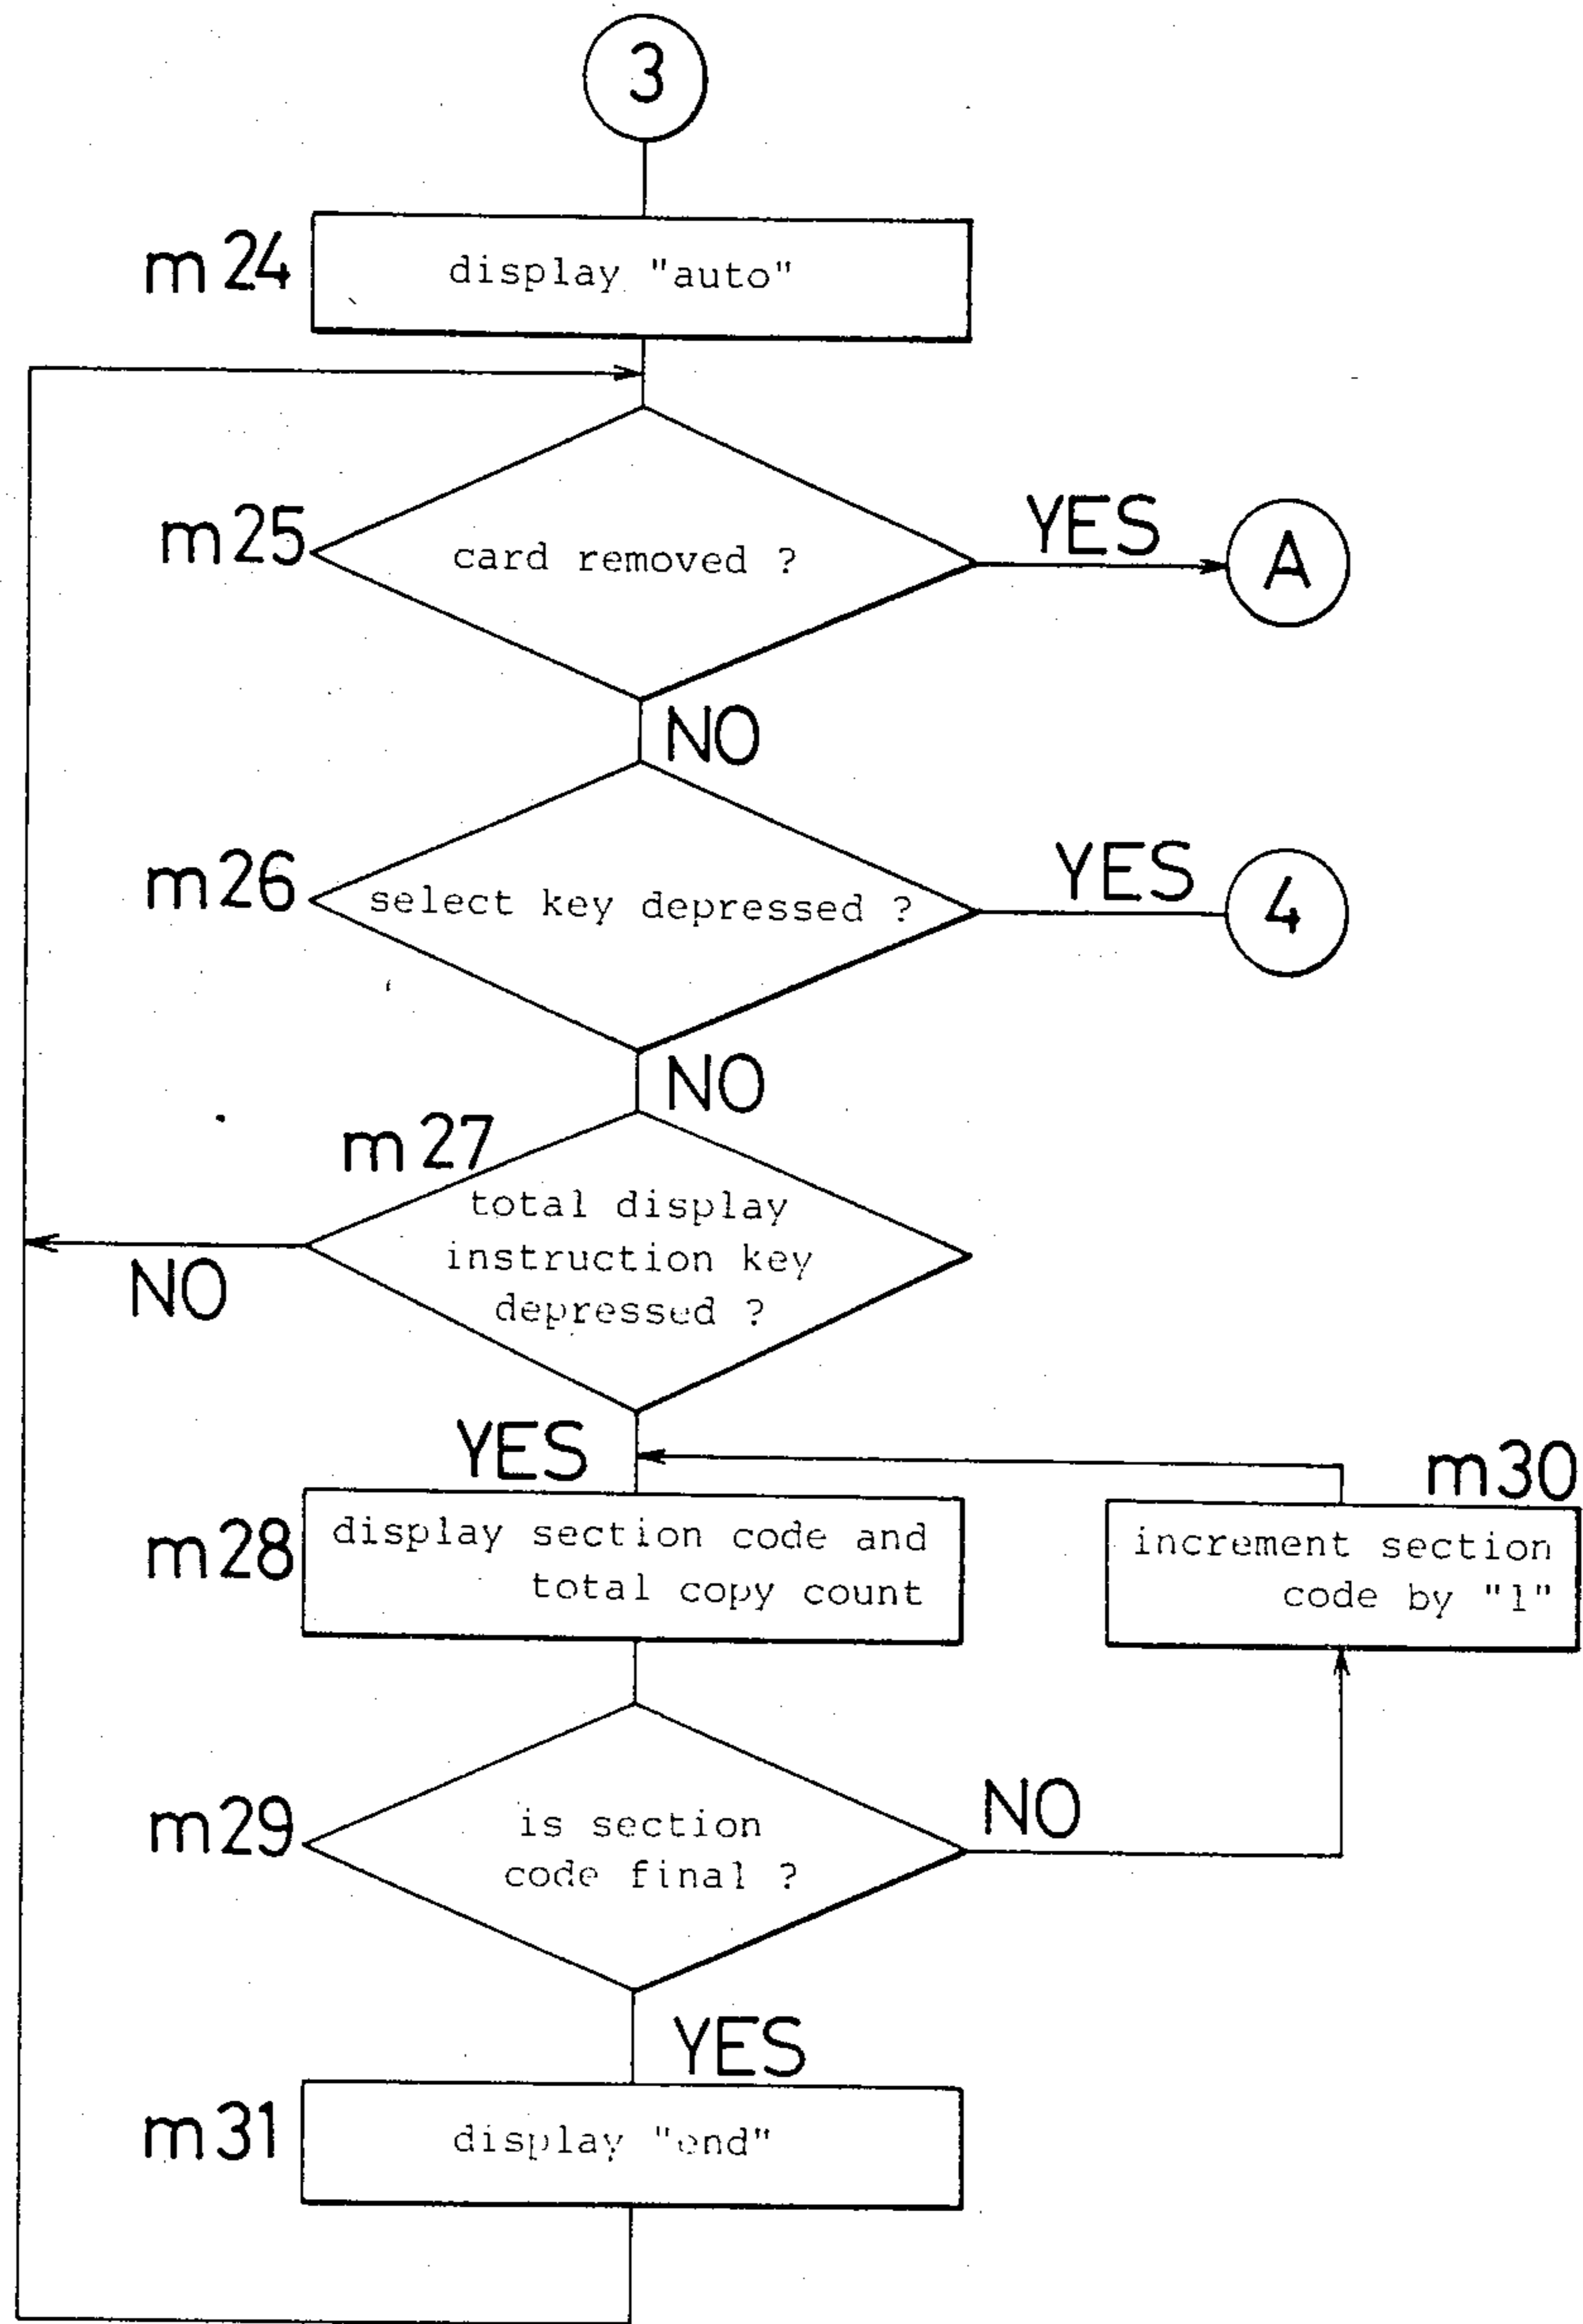 3
m24
display "auto"
m25
card removed ?
YES
A
NO
m26
select key depressed ?
YES
4
NO
m27
total display
instruction key
depressed ?
NO
YES
m28
display section code and
total copy count
m30
increment section
code by "1"
m29
is section
code final ?
NO
YES
m31
display "end"